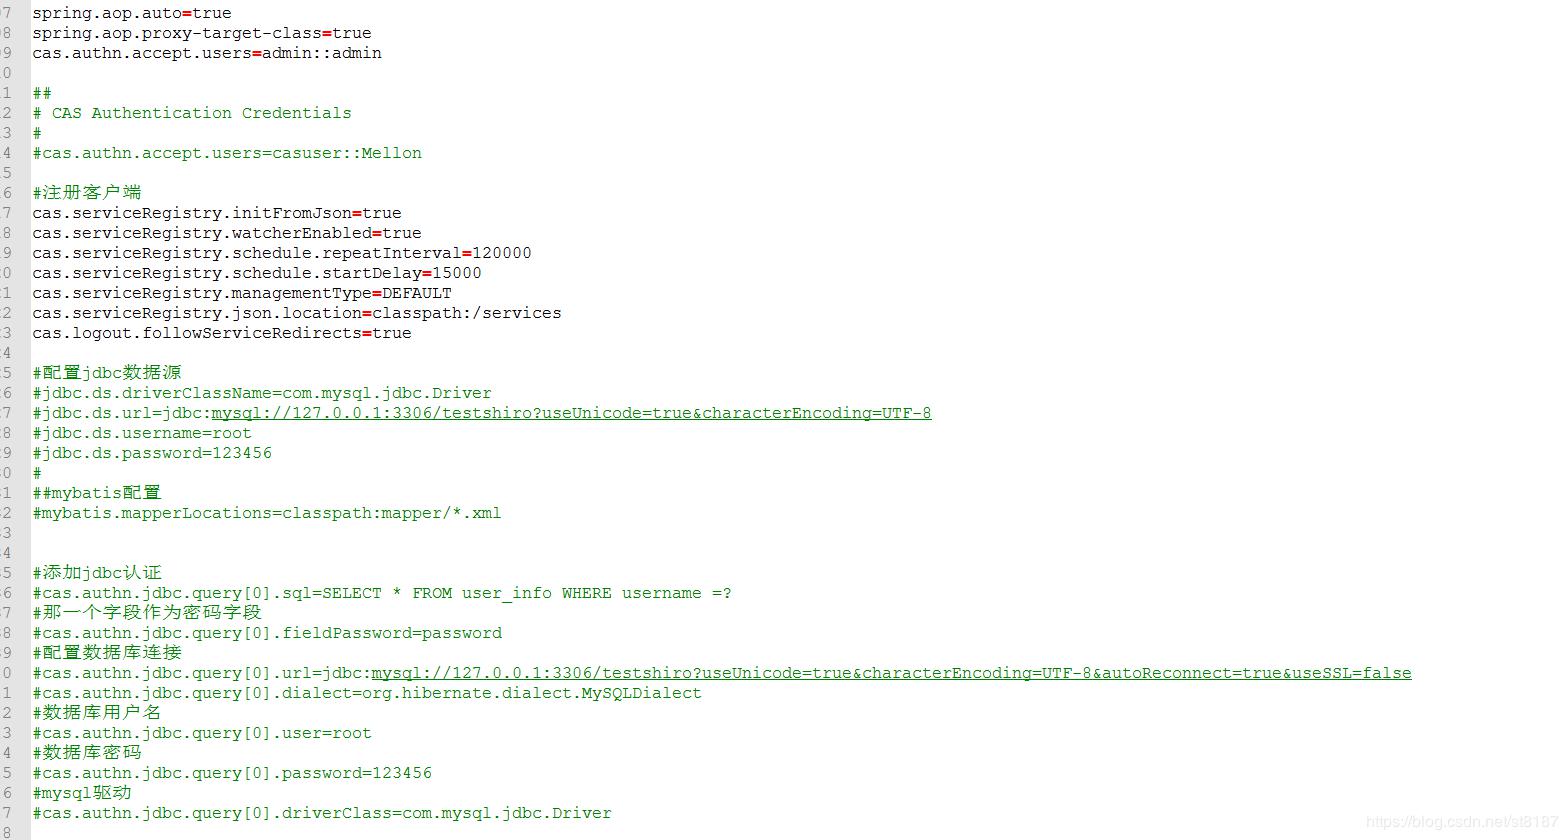 7 spring.aop.auto=true
8 spring.aop.proxy-target-class=true
9 cas.authn.accept.users=admin::admin
0
1 ##
2 # CAS Authentication Credentials
3 #
4 #cas.authn.accept.users=casuser::Mellon
5
6 #注册客户端
7 cas.serviceRegistry.initFromJson=true
8 cas.serviceRegistry.watcherEnabled=true
9 cas.serviceRegistry.schedule.repeatInterval=120000
0 cas.serviceRegistry.schedule.startDelay=15000
1 cas.serviceRegistry.managementType=DEFAULT
2 cas.serviceRegistry.json.location=classpath:/services
3 cas.logout.followServiceRedirects=true
4
5 #配置jdbc数据源
6 #jdbc.ds.driverClassName=com.mysql.jdbc.Driver
7 #jdbc.ds.url=jdbc:mysql://127.0.0.1:3306/testshiro?useUnicode=true&characterEncoding=UTF-8
8 #jdbc.ds.username=root
9 #jdbc.ds.password=123456
0 #
1 ##mybatis配置
2 #mybatis.mapperLocations=classpath:mapper/*.xml
3
4
5 #添加jdbc认证
6 #cas.authn.jdbc.query[0].sql=SELECT * FROM user_info WHERE username =?
7 #那一个字段作为密码字段
8 #cas.authn.jdbc.query[0].fieldPassword=password
9 #配置数据库连接
0 #cas.authn.jdbc.query[0].url=jdbc:mysql://127.0.0.1:3306/testshiro?useUnicode=true&characterEncoding=UTF-8&autoReconnect=true&useSSL=false
1 #cas.authn.jdbc.query[0].dialect=org.hibernate.dialect.MySQLDialect
2 #数据库用户名
3 #cas.authn.jdbc.query[0].user=root
4 #数据库密码
5 #cas.authn.jdbc.query[0].password=123456
6 #mysql驱动
7 #cas.authn.jdbc.query[0].driverClass=com.mysql.jdbc.Driver
8
https://blog.csdn.net/st8187